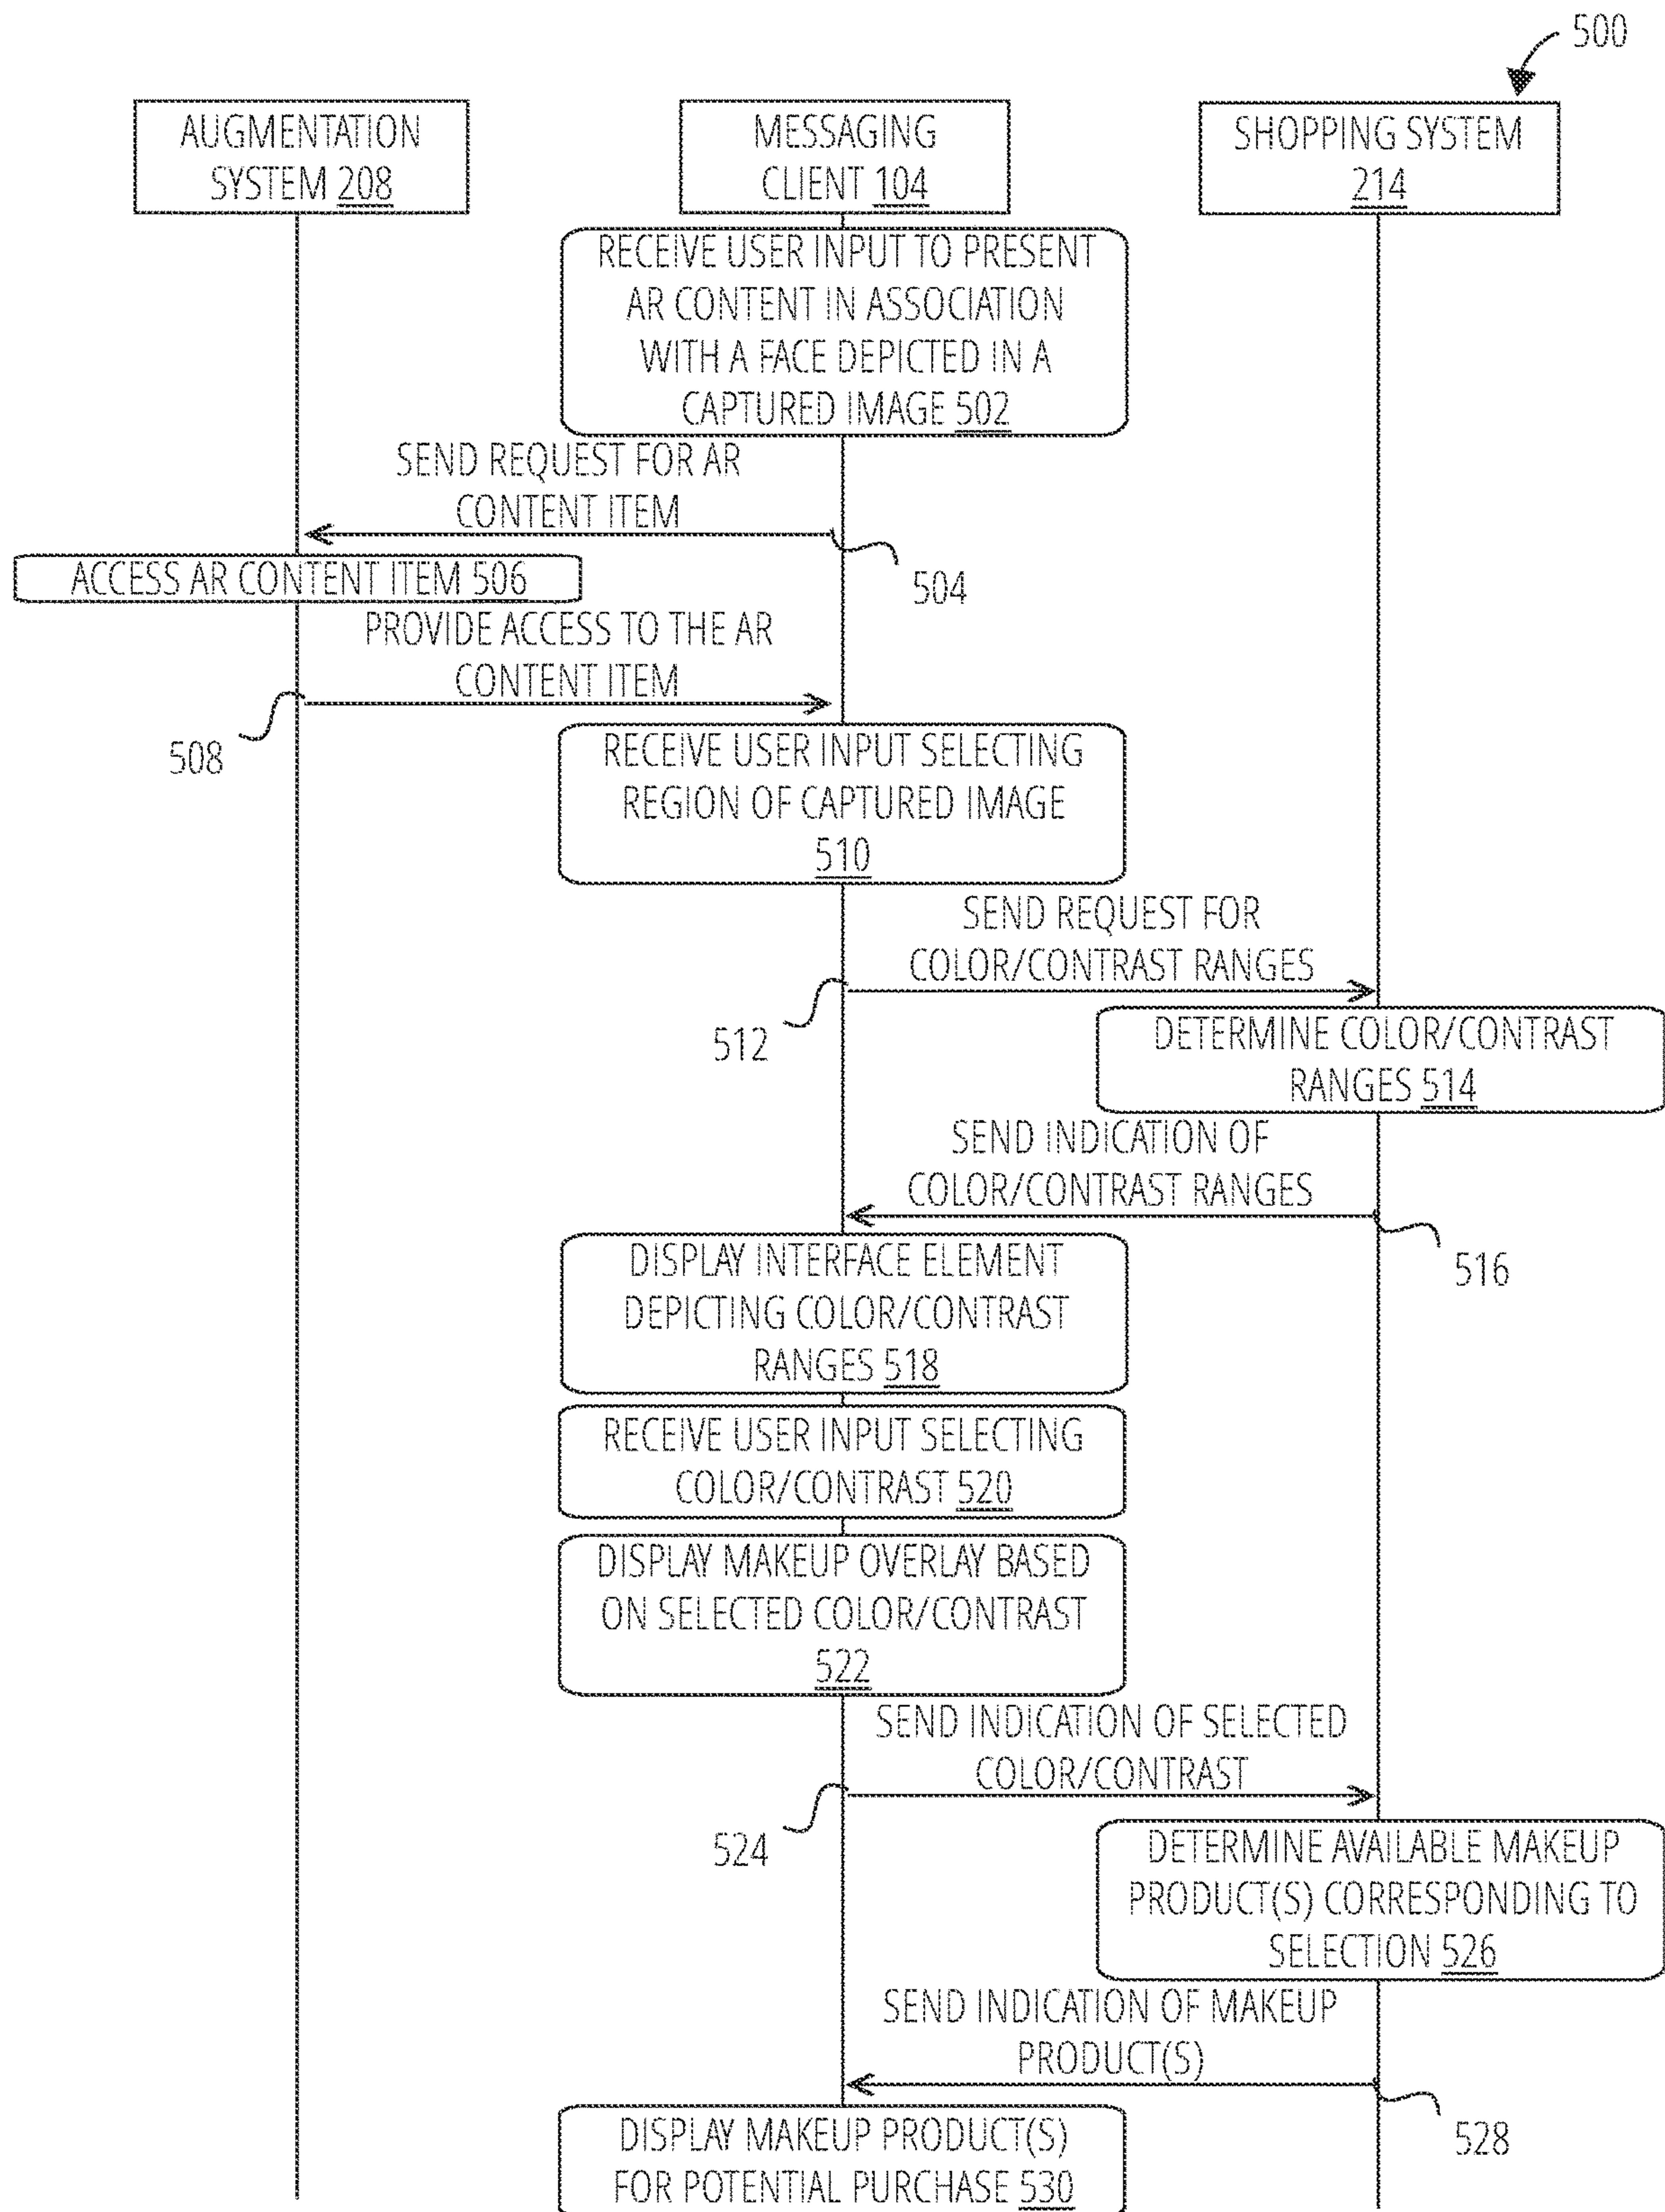 500
AUGMENTATION
SYSTEM 208
MESSAGING
CLIENT 104
SHOPPING SYSTEM
214
RECEIVE USER INPUT TO PRESENT
AR CONTENT IN ASSOCIATION
WITH A FACE DEPICTED IN A
CAPTURED IMAGE 502
SEND REQUEST FOR AR
CONTENT ITEM
504
ACCESS AR CONTENT ITEM 506
PROVIDE ACCESS TO THE AR
CONTENT ITEM
508
RECEIVE USER INPUT SELECTING
REGION OF CAPTURED IMAGE
510
SEND REQUEST FOR
COLOR/CONTRAST RANGES
512
DETERMINE COLOR/CONTRAST
RANGES 514
SEND INDICATION OF
COLOR/CONTRAST RANGES
516
DISPLAY INTERFACE ELEMENT
DEPICTING COLOR/CONTRAST
RANGES 518
RECEIVE USER INPUT SELECTING
COLOR/CONTRAST 520
DISPLAY MAKEUP OVERLAY BASED
ON SELECTED COLOR/CONTRAST
522
SEND INDICATION OF SELECTED
COLOR/CONTRAST
524
DETERMINE AVAILABLE MAKEUP
PRODUCT(S) CORRESPONDING TO
SELECTION 526
SEND INDICATION OF MAKEUP
PRODUCT(S)
528
DISPLAY MAKEUP PRODUCT(S)
FOR POTENTIAL PURCHASE 530